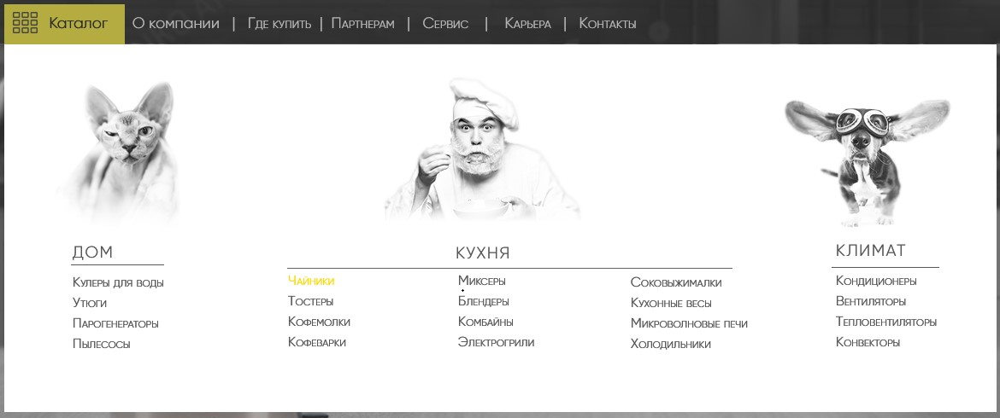 Каталог О компании | Где купить | Партнерам | Сервис | Карьера | Контакты
ДОМ
Кулеры для воды
Утюги
Парогенераторы
Пылесосы
КУХНЯ
Чайники
Тостеры
Кофемолки
Кофеварки
Миксеры
Блендеры
Комбайны
Электрогрили
Соковыжималки
Кухонные весы
Микроволновые печи
Холодильники
КЛИМАТ
Кондиционеры
Вентиляторы
Тепловентиляторы
Конвекторы